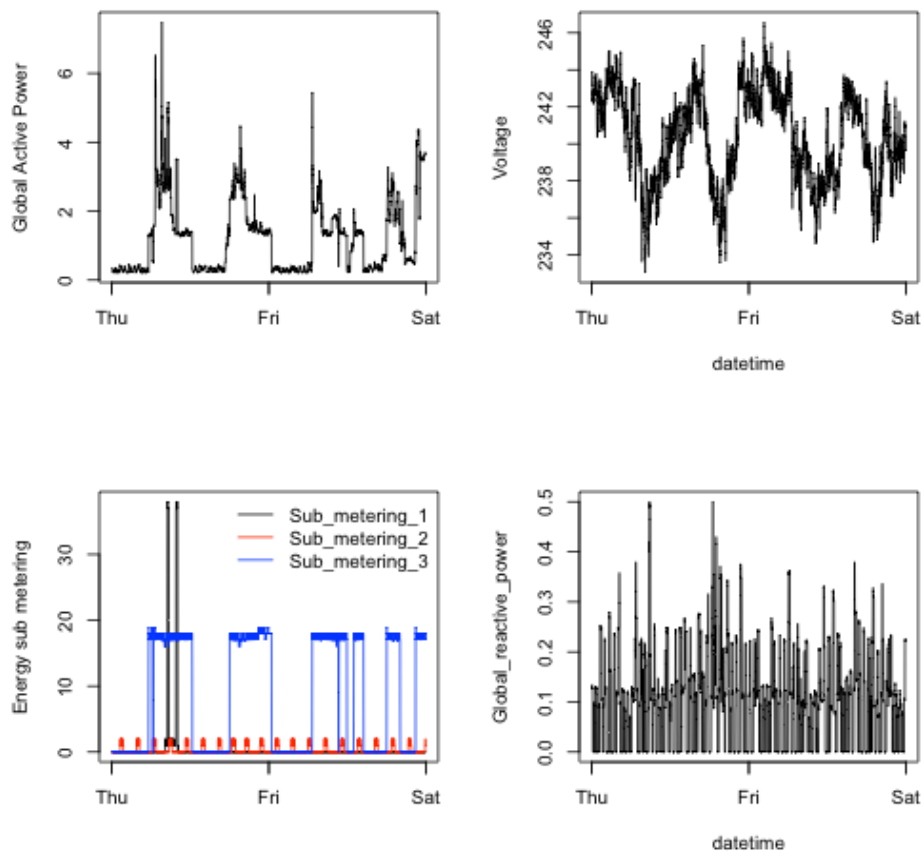 Global Active Power
6
4
2
0
Thu Fri Sat
Voltage
246
242
238
234
Thu Fri Sat
datetime
Energy sub metering
30
20
10
0
Sub_metering_1
Sub_metering_2
Sub_metering_3
Thu Fri Sat
Global_reactive_power
0.5
0.4
0.3
0.2
0.1
0.0
Thu Fri Sat
datetime